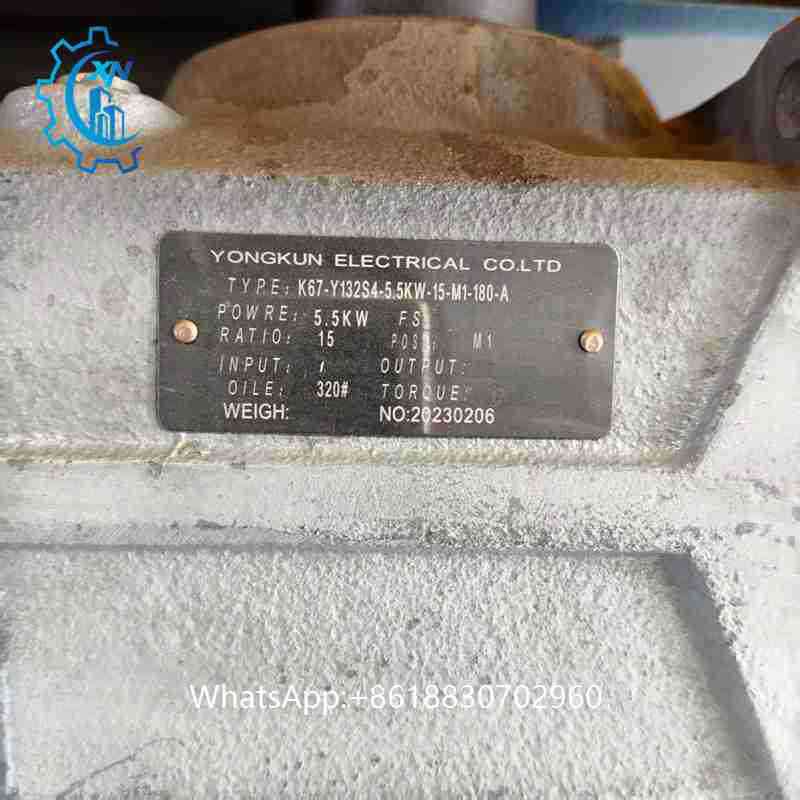 XW
YONGKUN ELECTRICAL CO.LTD
TYPE: K67-Y132S4-5.5KW-15-M1-180-A
POWRE: 5.5KW FS
RATIO: 15 POS: M1
INPUT: OUTPUT:
OILE: 320# TORQUE:
WEIGH: NO:20230206
WhatsApp:+8618830702960